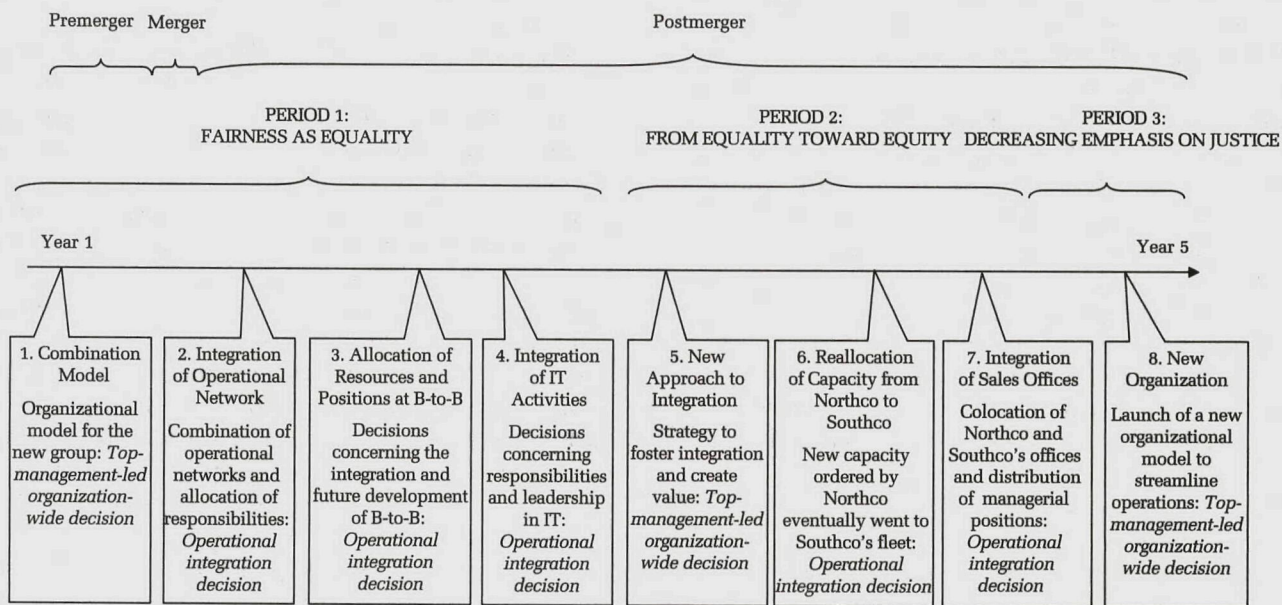 Premerger Merger Postmerger
PERIOD 1:
FAIRNESS AS EQUALITY
PERIOD 2:
FROM EQUALITY TOWARD EQUITY
PERIOD 3:
DECREASING EMPHASIS ON JUSTICE
Year 1
Year 5
1. Combination
Model
Organizational
model for the
new group: Top-
management-led
organization-
wide decision
2. Integration
of Operational
Network
Combination of
operational
networks and
allocation of
responsibilities:
Operational
integration
decision
3. Allocation of
Resources and
Positions at B-to-B
Decisions
concerning the
integration and
future development
of B-to-B:
Operational
integration
decision
4. Integration
of IT
Activities
Decisions
concerning
responsibilities
and leadership
in IT:
Operational
integration
decision
5. New
Approach to
Integration
Strategy to
foster integration
and create
value: Top-
management-led
organization-
wide decision
6. Reallocation
of Capacity from
Northco to
Southco
New capacity
ordered by
Northco
eventually went to
Southco's fleet:
Operational
integration decision
7. Integration
of Sales Offices
Colocation of
Northco and
Southco's offices
and distribution
of managerial
positions:
Operational
integration
decision
8. New
Organization
Launch of a new
organizational
model to
streamline
operations: Top-
management-led
organization-
wide decision